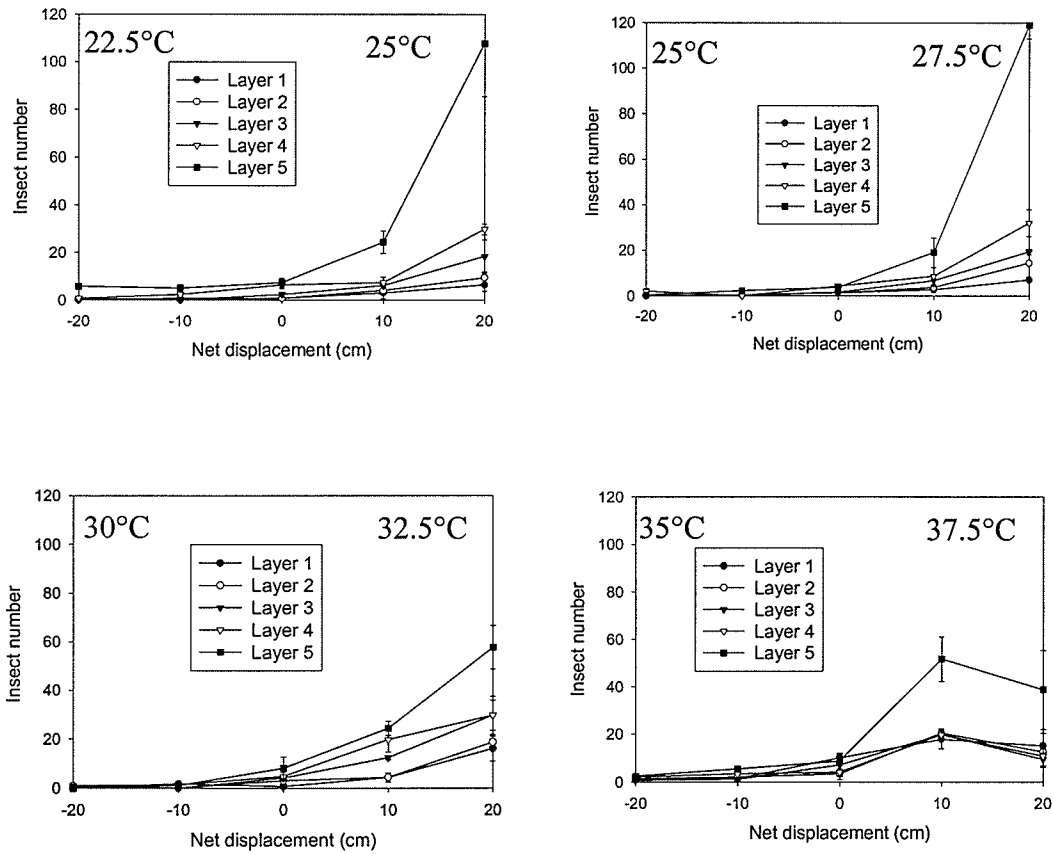 22.5°C 25°C
Layer 1
Layer 2
Layer 3
Layer 4
Layer 5
120
100
80
60
40
20
0
Insect number
-20 -10 0 10 20
Net displacement (cm)
25°C 27.5°C
Layer 1
Layer 2
Layer 3
Layer 4
Layer 5
120
100
80
60
40
20
0
Insect number
-20 -10 0 10 20
Net displacement (cm)
30°C 32.5°C
Layer 1
Layer 2
Layer 3
Layer 4
Layer 5
120
100
80
60
40
20
0
Insect number
-20 -10 0 10 20
Net displacement (cm)
35°C 37.5°C
Layer 1
Layer 2
Layer 3
Layer 4
Layer 5
120
100
80
60
40
20
0
Insect number
-20 -10 0 10 20
Net displacement (cm)